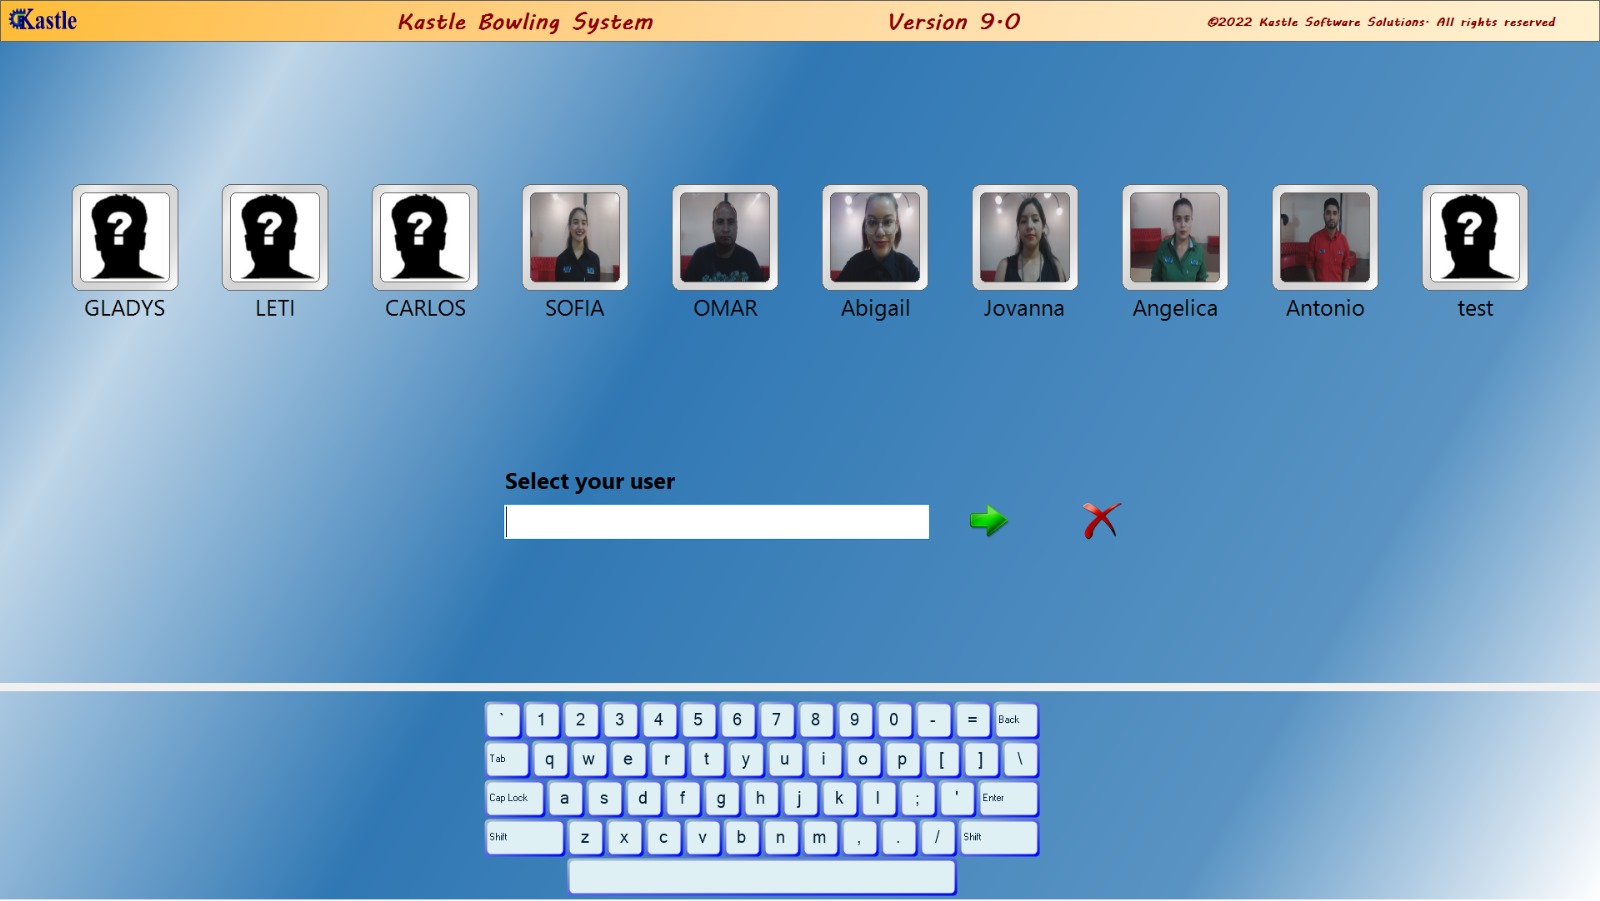 Kastle Kastle Bowling System Version 9.0 ©2022 Kastle Software Solutions. All rights reserved
? ? ? ?
GLADYS LETI CARLOS SOFIA OMAR Abigail Jovanna Angelica Antonio test
Select your user
` 1 2 3 4 5 6 7 8 9 0 - = Back
Tab q w e r t y u i o p [ ] \
Cap Lock a s d f g h j k l ; ' Enter
Shift z x c v b n m , . / Shift